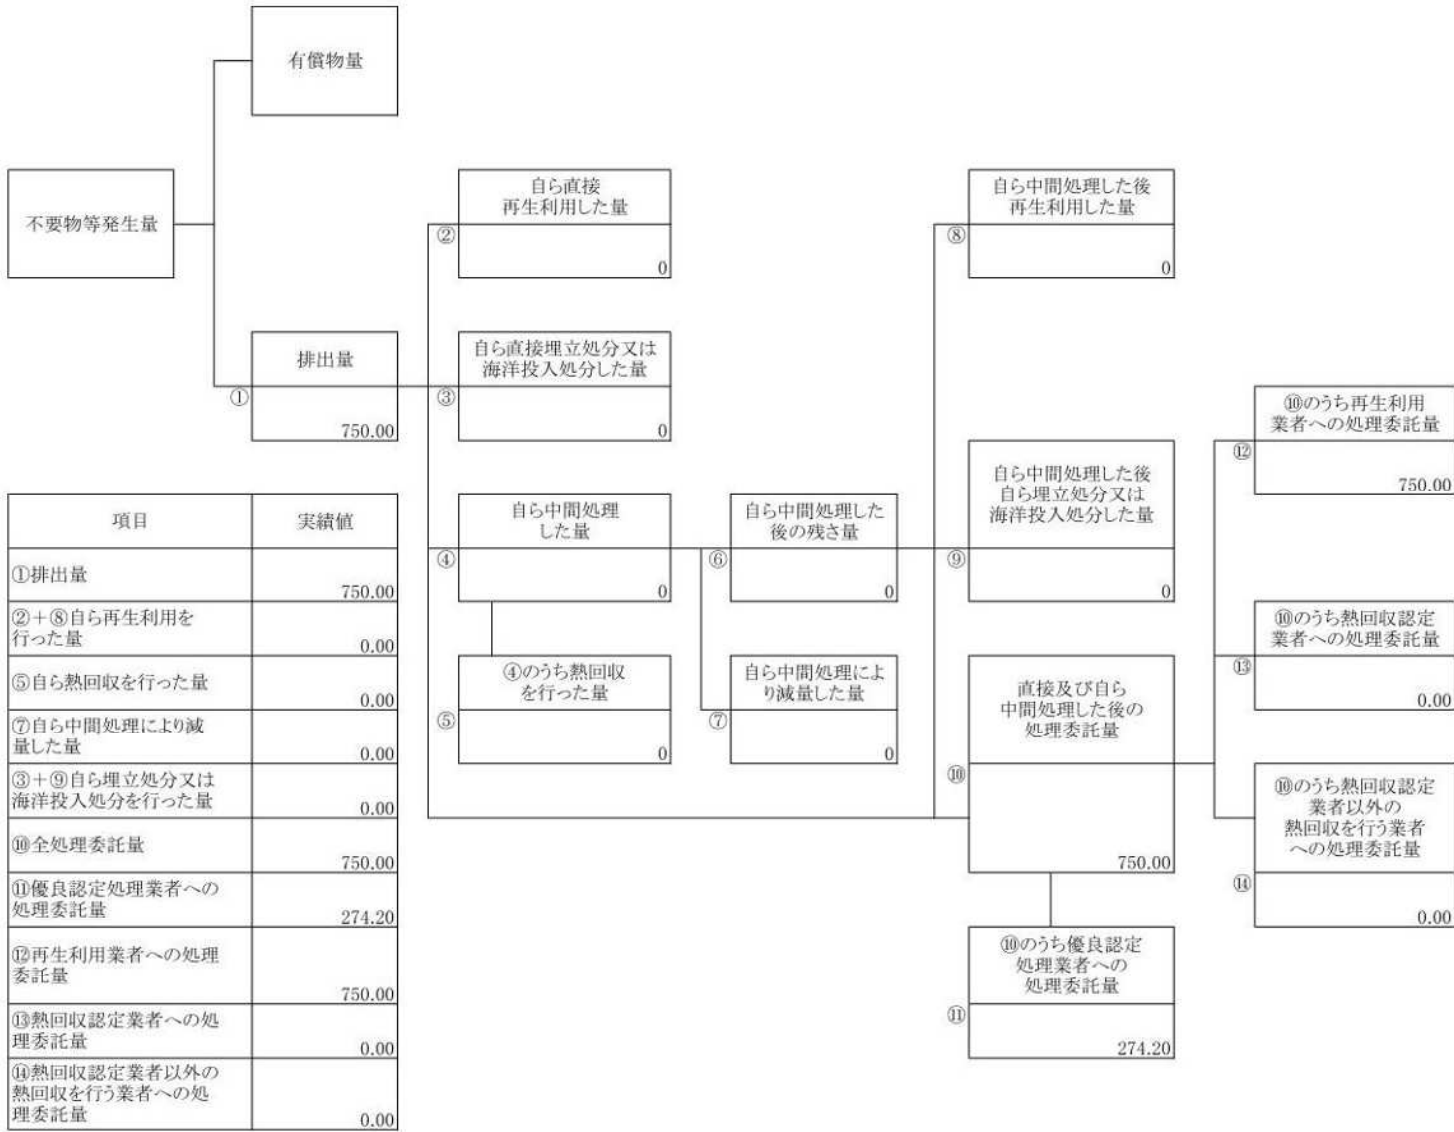 有償物量
不要物等発生量
自ら直接
再生利用した量
②
0
自ら中間処理した後
再生利用した量
⑧
0
排出量
①
750.00
自ら直接埋立処分又は
海洋投入処分した量
③
0
⑩のうち再生利用
業者への処理委託量
⑫
750.00
自ら中間処理
した量
④
0
自ら中間処理した
後の残さ量
⑥
0
自ら中間処理した後
自ら埋立処分又は
海洋投入処分した量
⑨
0
⑩のうち熱回収認定
業者への処理委託量
⑬
0.00
④のうち熱回収
を行った量
⑤
0
自ら中間処理によ
り減量した量
⑦
0
直接及び自ら
中間処理した後の
処理委託量
⑩
750.00
⑩のうち熱回収認定
業者以外の
熱回収を行う業者
への処理委託量
⑭
0.00
⑩のうち優良認定
処理業者への
処理委託量
⑪
274.20
項目 実績値
①排出量
750.00
②+⑧自ら再生利用を
行った量
0.00
⑤自ら熱回収を行った量
0.00
⑦自ら中間処理により減
量した量
0.00
③+⑨自ら埋立処分又は
海洋投入処分を行った量
0.00
⑩全処理委託量
750.00
⑪優良認定処理業者への
処理委託量
274.20
⑫再生利用業者への処理
委託量
750.00
⑬熱回収認定業者への処
理委託量
0.00
⑭熱回収認定業者以外の
熱回収を行う業者への処
理委託量
0.00